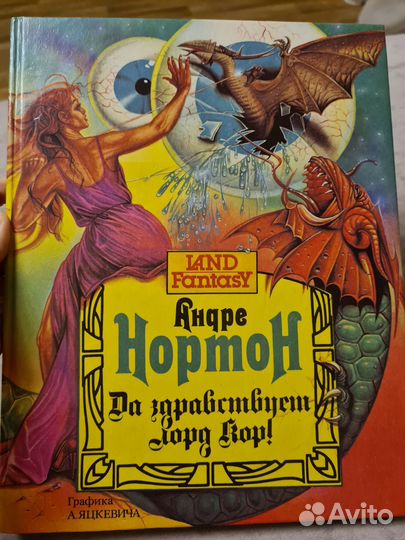 LAND
Fantasy
Андре
Нортон
Да здравствует
Лорд Кор!
Графика
А.ЯЦКЕВИЧА
Avito